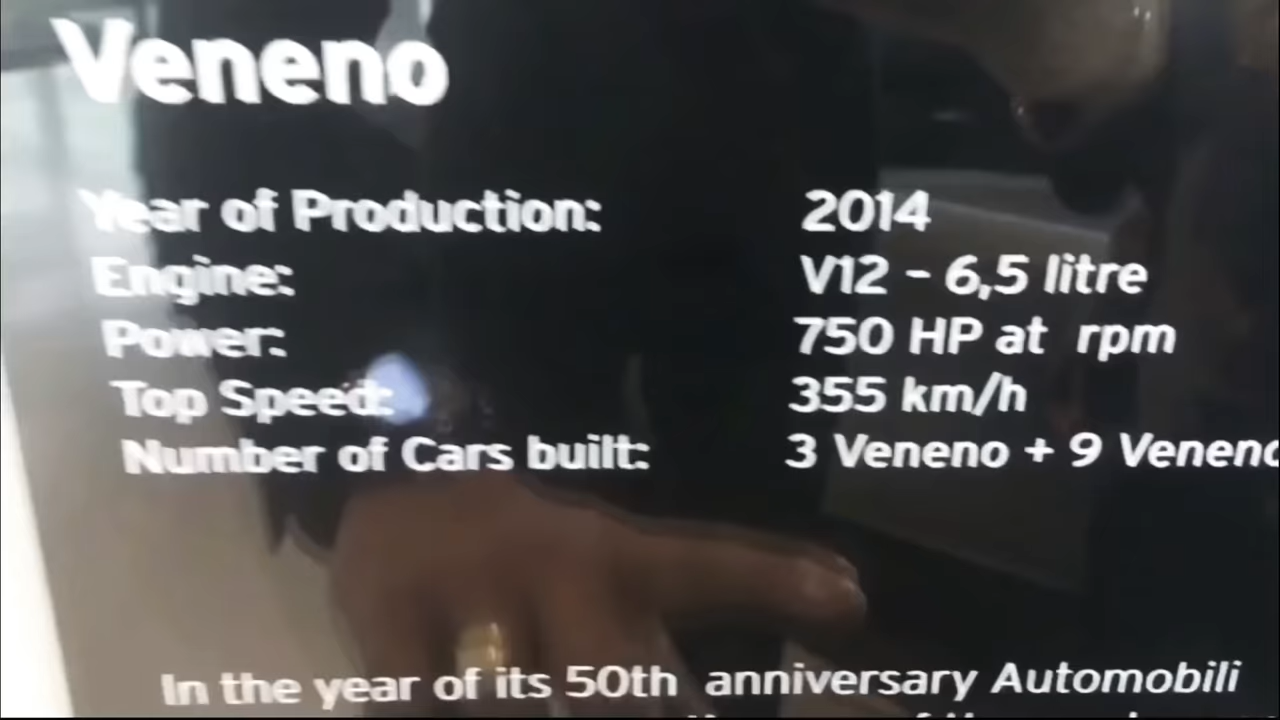 Veneno
Year of Production: 2014
Engine: V12 - 6,5 litre
Power: 750 HP at rpm
Top Speed: 355 km/h
Number of Cars built: 3 Veneno + 9 Veneno
In the year of its 50th anniversary Automobili